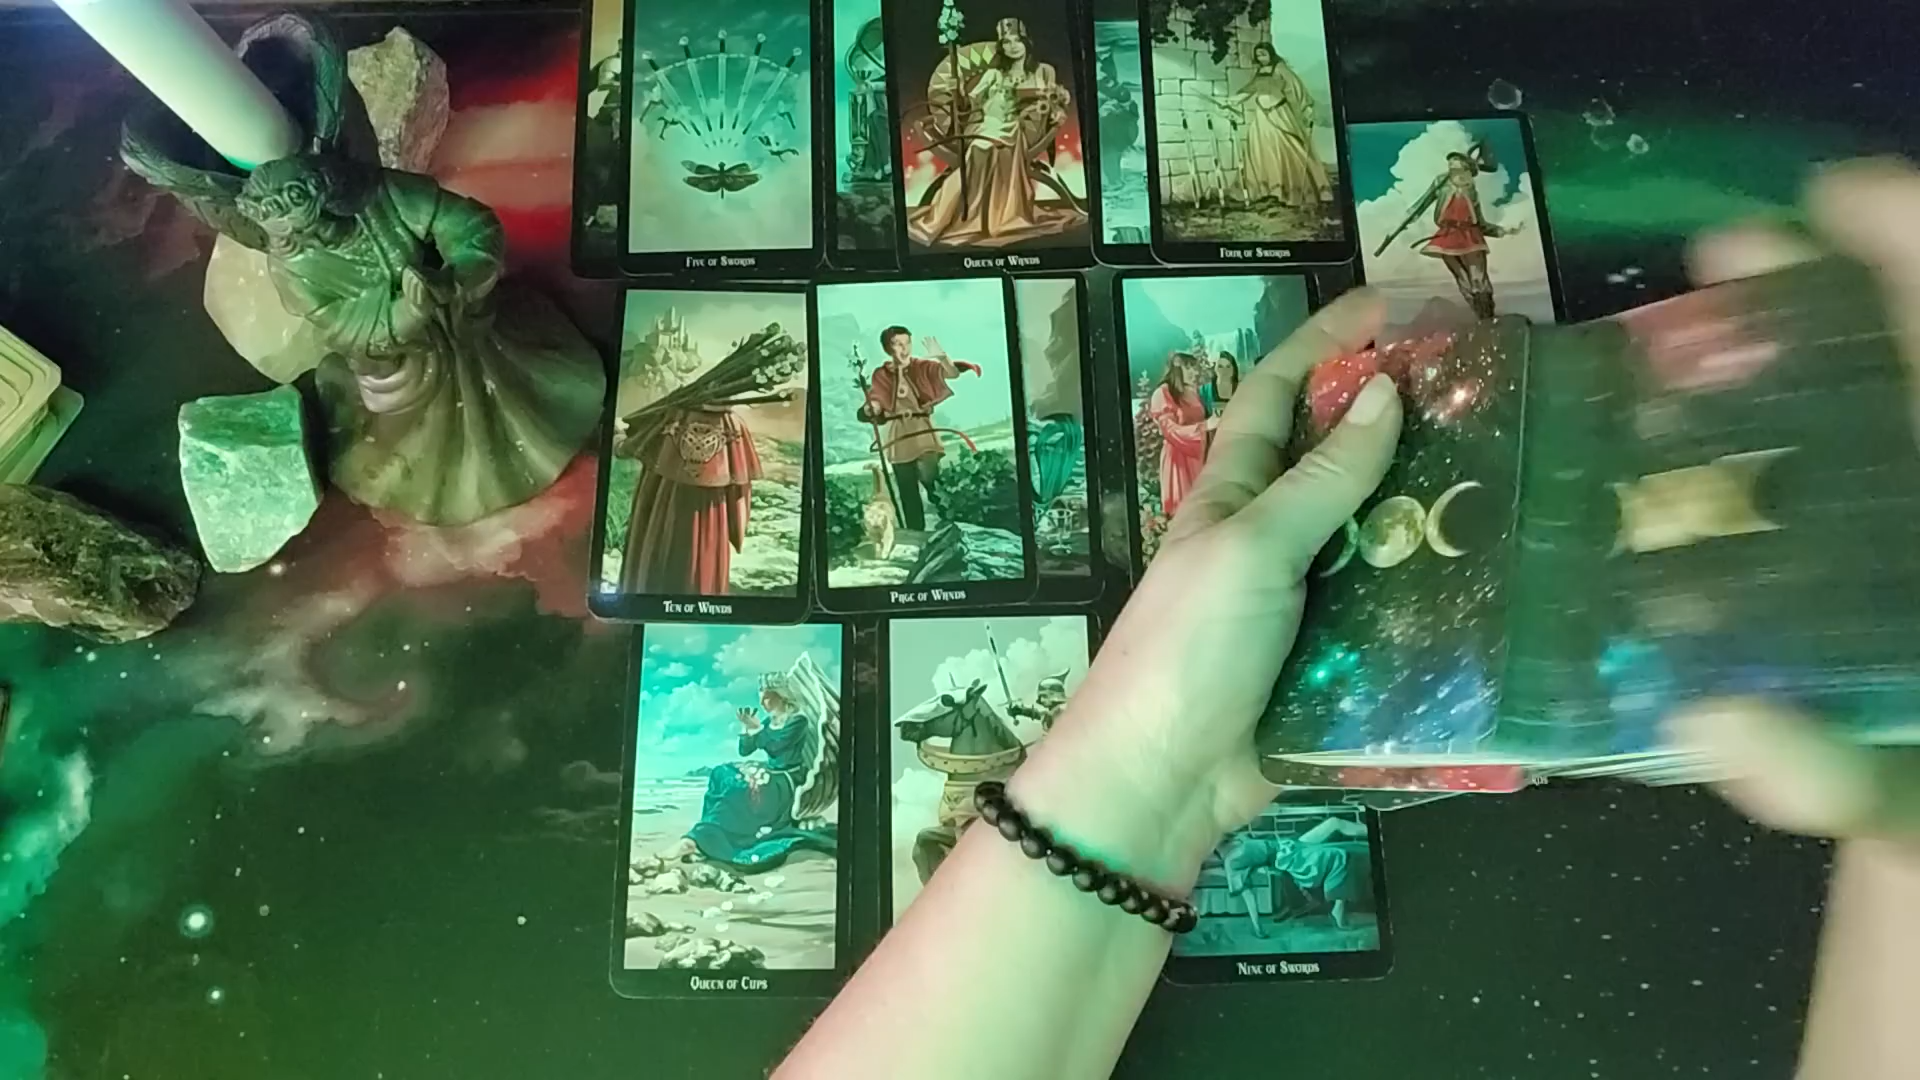 Five of Swords
Queen of Wands
Four of Swords
Ten of Wands
Page of Wands
Queen of Cups
Nine of Swords